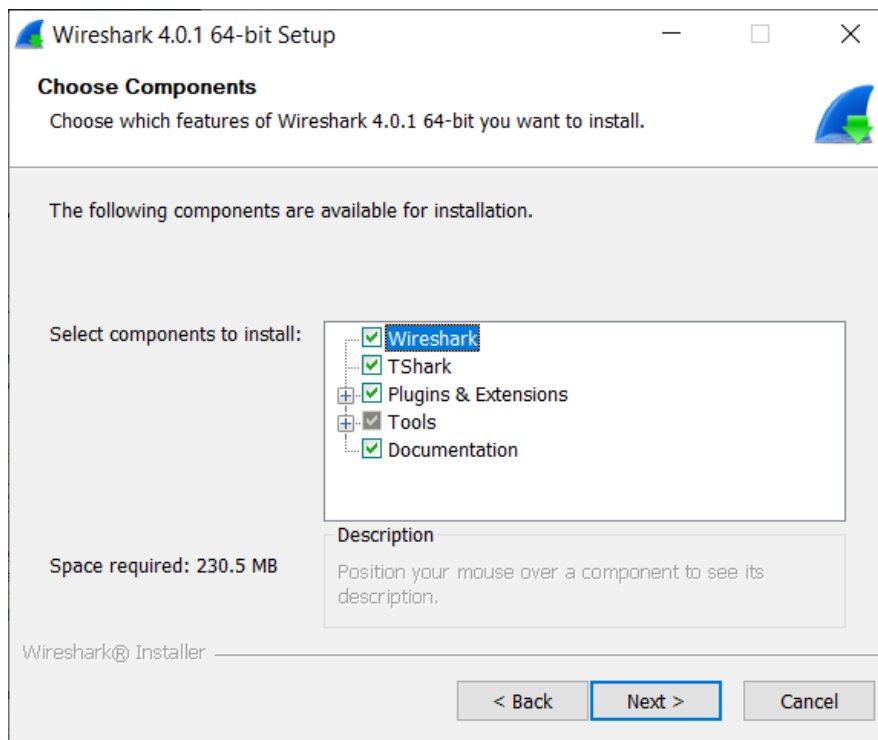 Wireshark 4.0.1 64-bit Setup
Choose Components
Choose which features of Wireshark 4.0.1 64-bit you want to install.
The following components are available for installation.
Select components to install:
Wireshark
TShark
Plugins & Extensions
Tools
Documentation
Space required: 230.5 MB
Description
Position your mouse over a component to see its
description.
Wireshark® Installer
< Back
Next >
Cancel